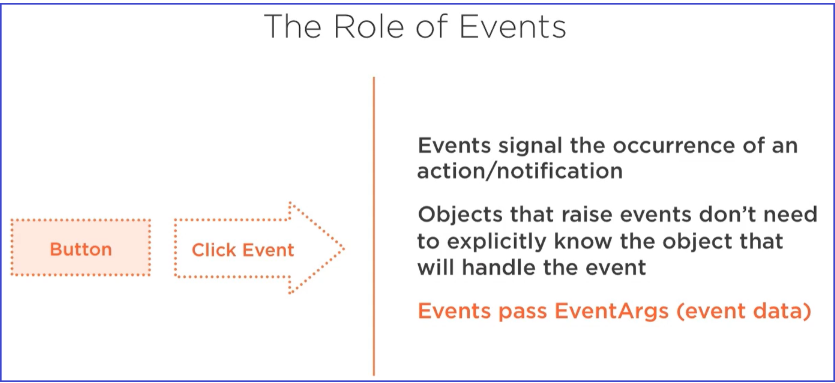 The Role of Events
Button
Click Event
Events signal the occurrence of an
action/notification
Objects that raise events don't need
to explicitly know the object that
will handle the event
Events pass EventArgs (event data)